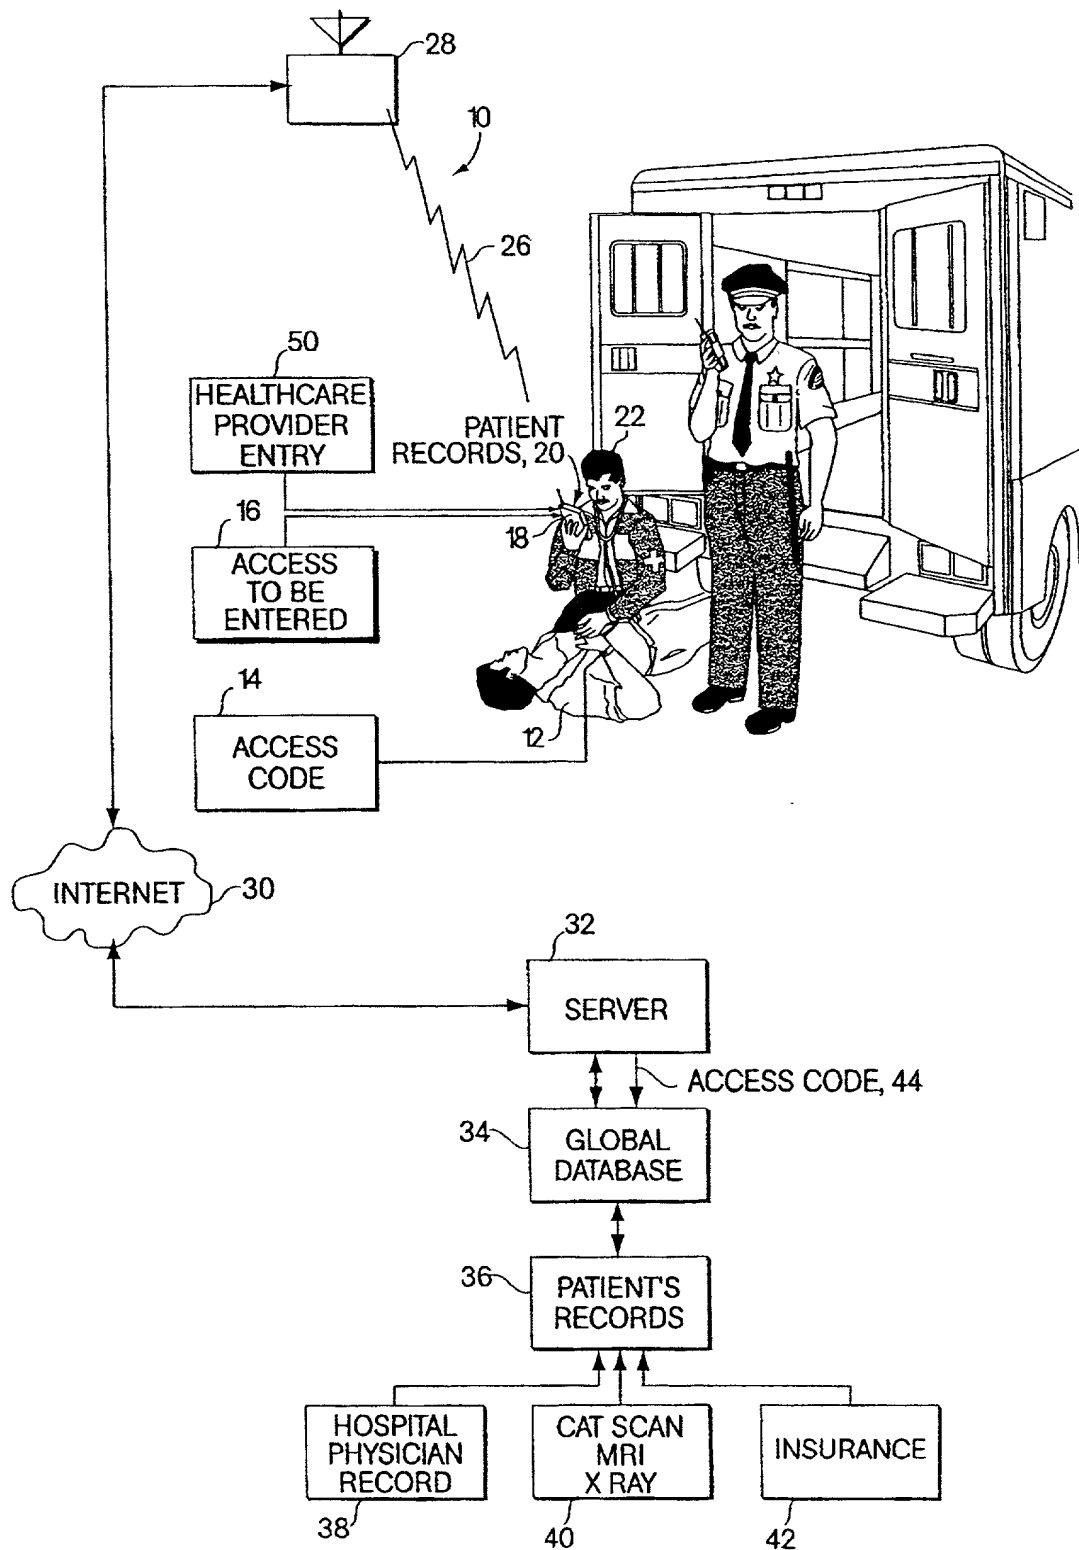 28
10
26
50
HEALTHCARE
PROVIDER
ENTRY
PATIENT
RECORDS, 20
22
16
18
ACCESS
TO BE
ENTERED
14
12
ACCESS
CODE
INTERNET
30
32
SERVER
ACCESS CODE, 44
34
GLOBAL
DATABASE
36
PATIENT'S
RECORDS
HOSPITAL
PHYSICIAN
RECORD
CAT SCAN
MRI
X RAY
INSURANCE
38
40
42